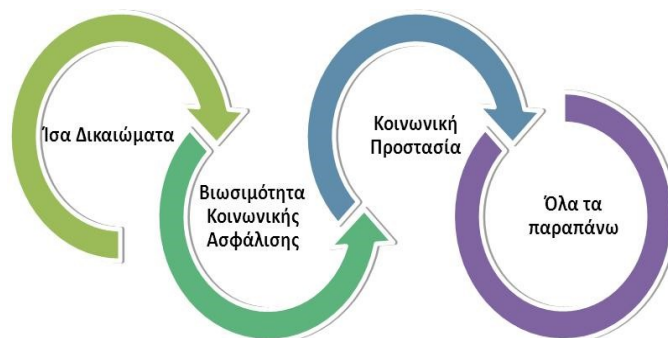 Ίσα Δικαιώματα
Βιωσιμότητα
Κοινωνικής
Ασφάλισης
Κοινωνική
Προστασία
Όλα τα
παραπάνω